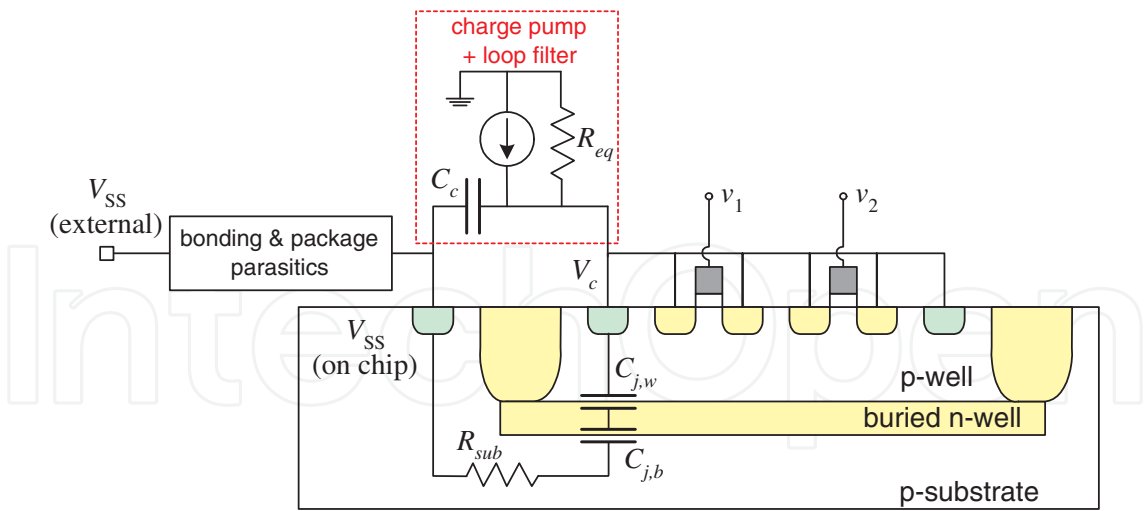 charge pump
+ loop filter
R_eq
C_c
V_SS
(external)
bonding & package
parasitics
v_1
v_2
V_c
V_SS
(on chip)
C_j,w
p-well
buried n-well
R_sub
C_j,b
p-substrate
IntechOpen